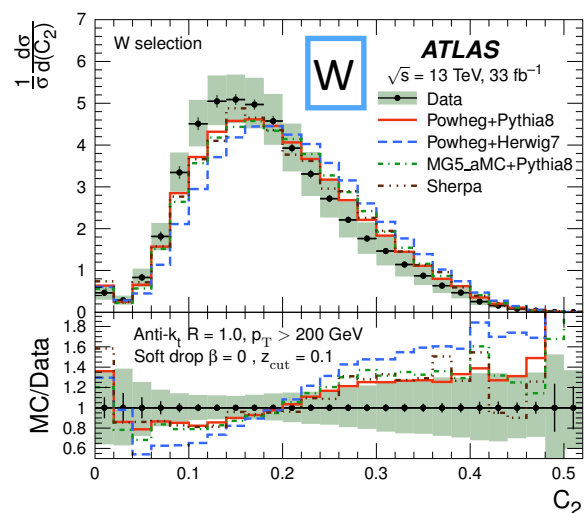 1/σ dσ/d(C₂)
7
6
5
4
3
2
1
0
W selection
W
ATLAS
√s = 13 TeV, 33 fb⁻¹
Data
Powheg+Pythia8
Powheg+Herwig7
MG5_aMC+Pythia8
Sherpa
MC/Data
1.8
1.6
1.4
1.2
1
0.8
0.6
Anti-kₜ R = 1.0, p_T > 200 GeV
Soft drop β = 0 , z_cut = 0.1
0 0.1 0.2 0.3 0.4 0.5
C₂